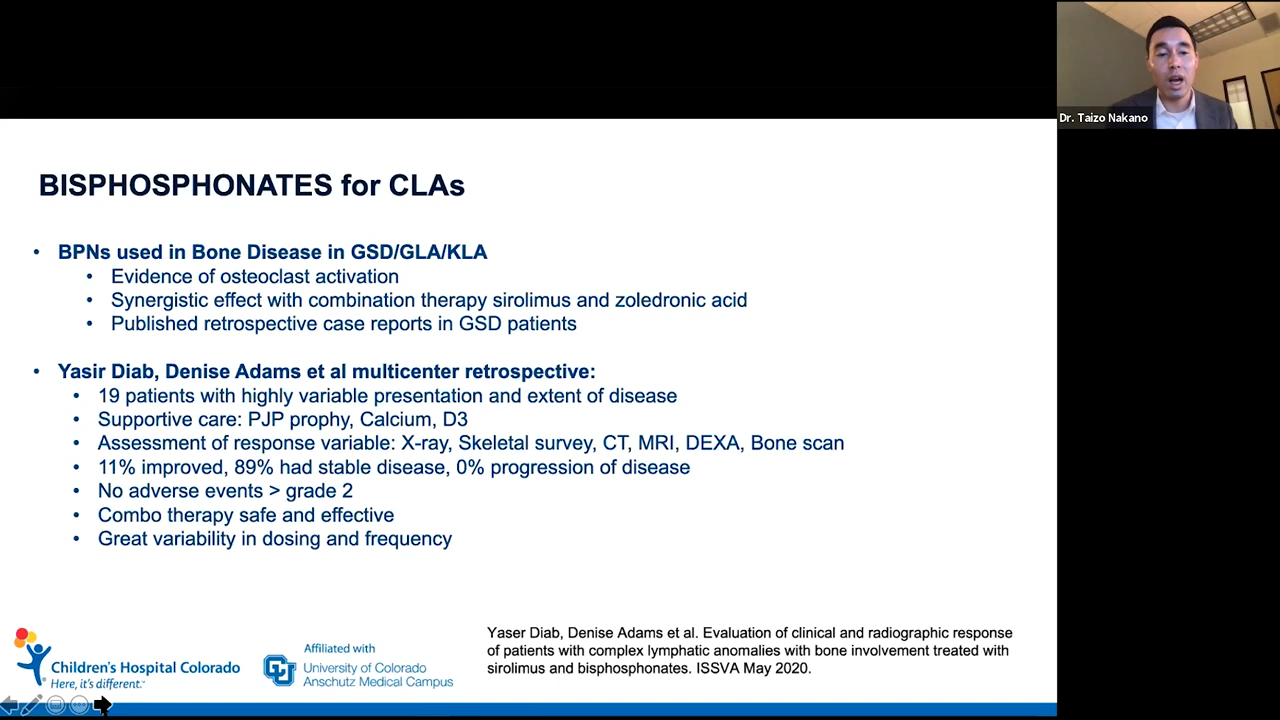 Dr. Taizo Nakano
BISPHOSPHONATES for CLAs
• BPNs used in Bone Disease in GSD/GLA/KLA
• Evidence of osteoclast activation
• Synergistic effect with combination therapy sirolimus and zoledronic acid
• Published retrospective case reports in GSD patients
• Yasir Diab, Denise Adams et al multicenter retrospective:
• 19 patients with highly variable presentation and extent of disease
• Supportive care: PJP prophy, Calcium, D3
• Assessment of response variable: X-ray, Skeletal survey, CT, MRI, DEXA, Bone scan
• 11% improved, 89% had stable disease, 0% progression of disease
• No adverse events > grade 2
• Combo therapy safe and effective
• Great variability in dosing and frequency
Yaser Diab, Denise Adams et al. Evaluation of clinical and radiographic response
of patients with complex lymphatic anomalies with bone involvement treated with
sirolimus and bisphosphonates. ISSVA May 2020.
Children's Hospital Colorado
Here, it's different.™
Affiliated with
CU
University of Colorado
Anschutz Medical Campus